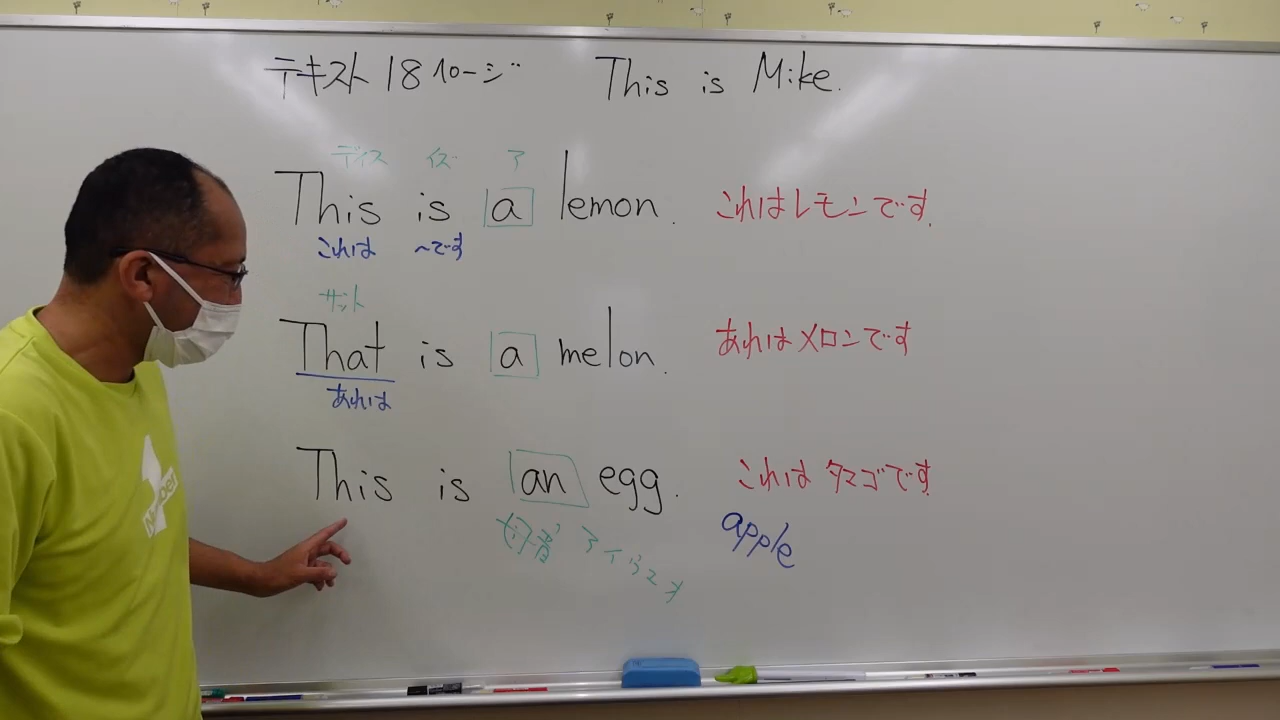 テキスト 18ページ This is Mike.
ディス イズ ア
This is a lemon. これはレモンです。
これは ~です
ザット
That is a melon. あれはメロンです
あれは
This is an egg. これは タマゴです。
母音 アイウエオ
apple